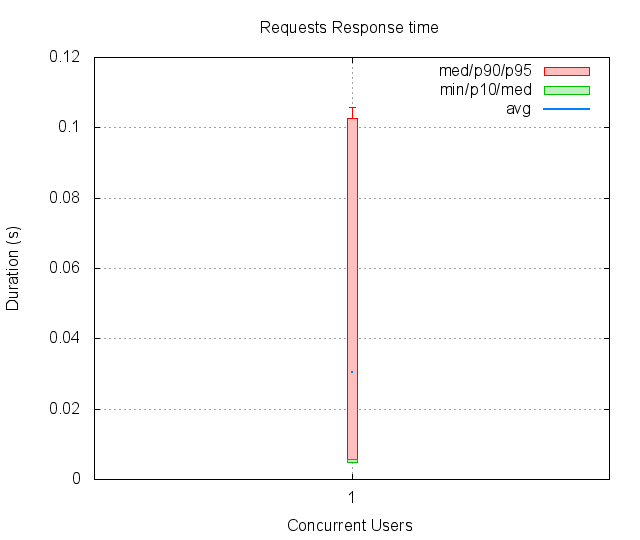 Requests Response time
0.12
0.1
0.08
0.06
0.04
0.02
0
Duration (s)
med/p90/p95
min/p10/med
avg
1
Concurrent Users